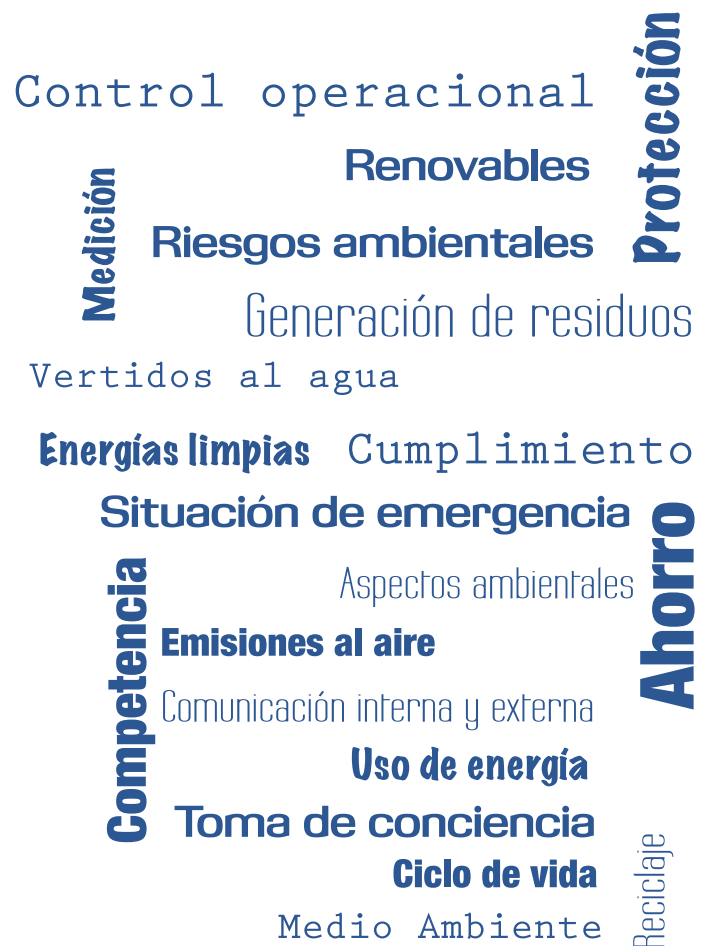 Control operacional
Protección
Renovables
Medición
Riesgos ambientales
Generación de residuos
Vertidos al agua
Energías limpias
Cumplimiento
Situación de emergencia
Ahorro
Competencia
Aspectos ambientales
Emisiones al aire
Comunicación interna y externa
Uso de energía
Toma de conciencia
Ciclo de vida
Reciclaje
Medio Ambiente